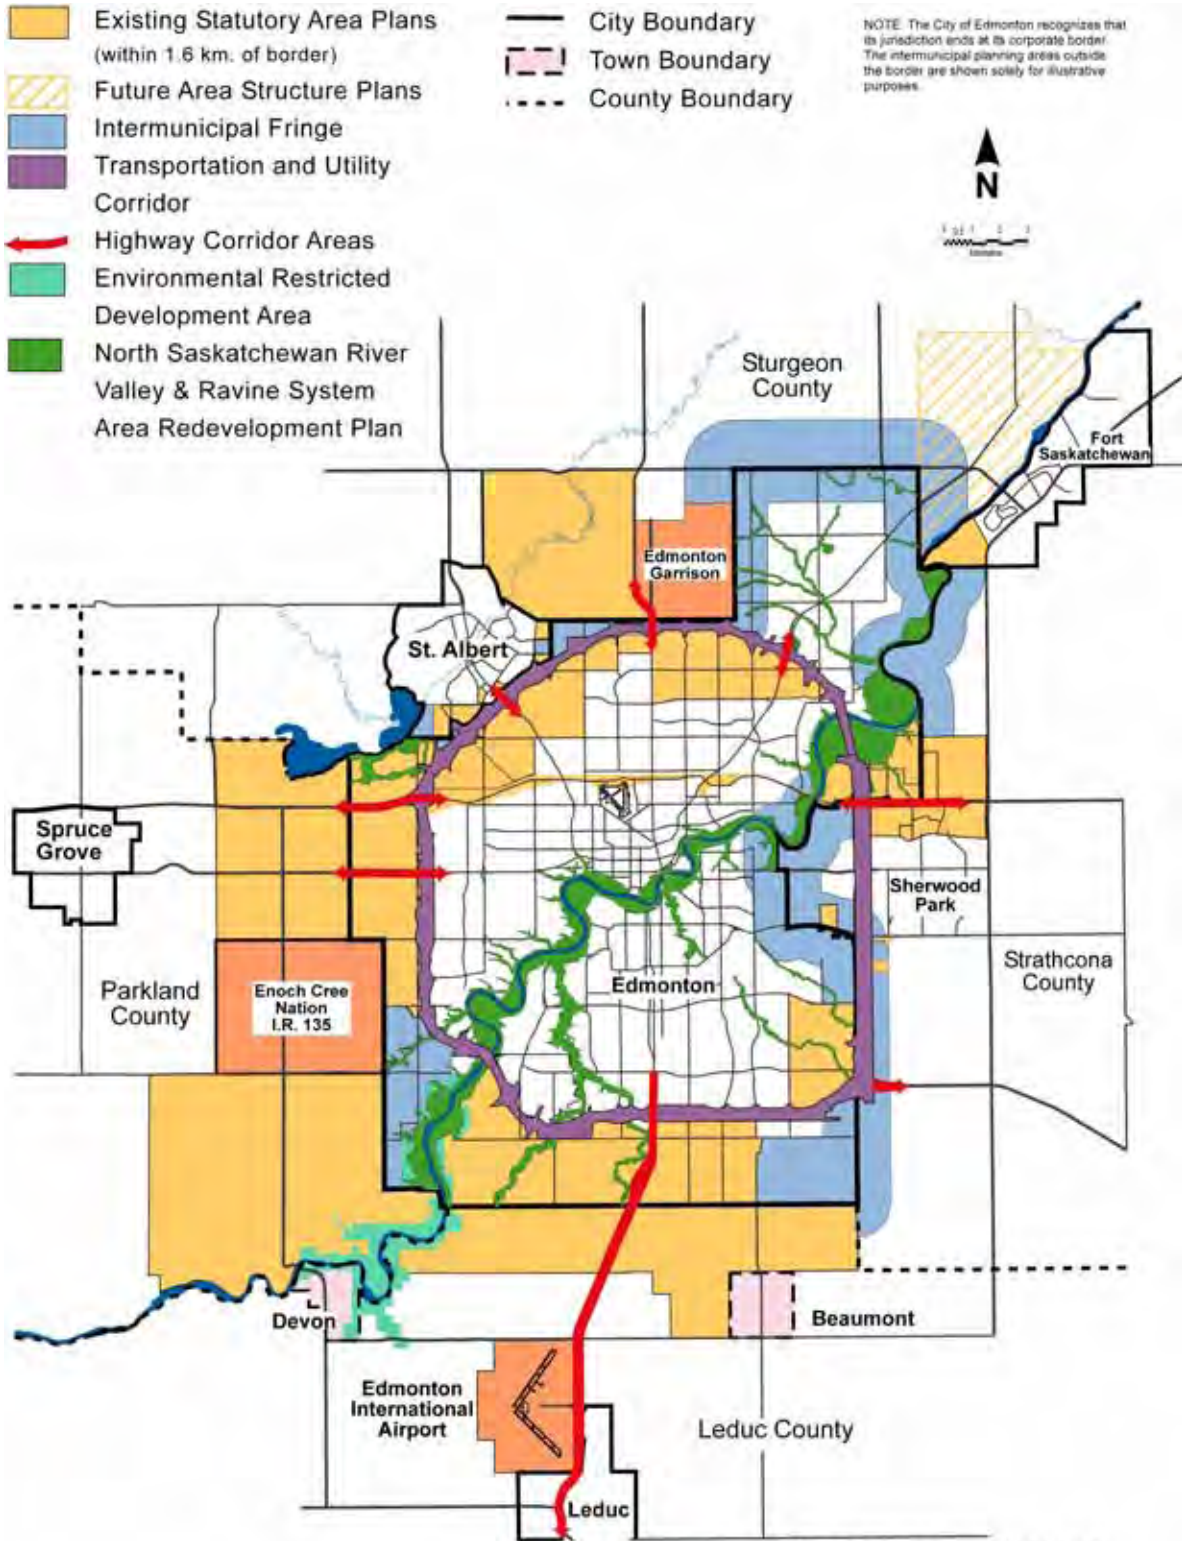 Existing Statutory Area Plans
(within 1.6 km. of border)
Future Area Structure Plans
Intermunicipal Fringe
Transportation and Utility
Corridor
Highway Corridor Areas
Environmental Restricted
Development Area
North Saskatchewan River
Valley & Ravine System
Area Redevelopment Plan
City Boundary
Town Boundary
County Boundary
NOTE: The City of Edmonton recognizes that
its jurisdiction ends at its corporate border.
The intermunicipal planning areas outside
the border are shown solely for illustrative
purposes.
N
Sturgeon
County
Fort
Saskatchewan
Edmonton
Garrison
St. Albert
Spruce
Grove
Sherwood
Park
Strathcona
County
Edmonton
Parkland
County
Enoch Cree
Nation
I.R. 135
Devon
Beaumont
Edmonton
International
Airport
Leduc County
Leduc